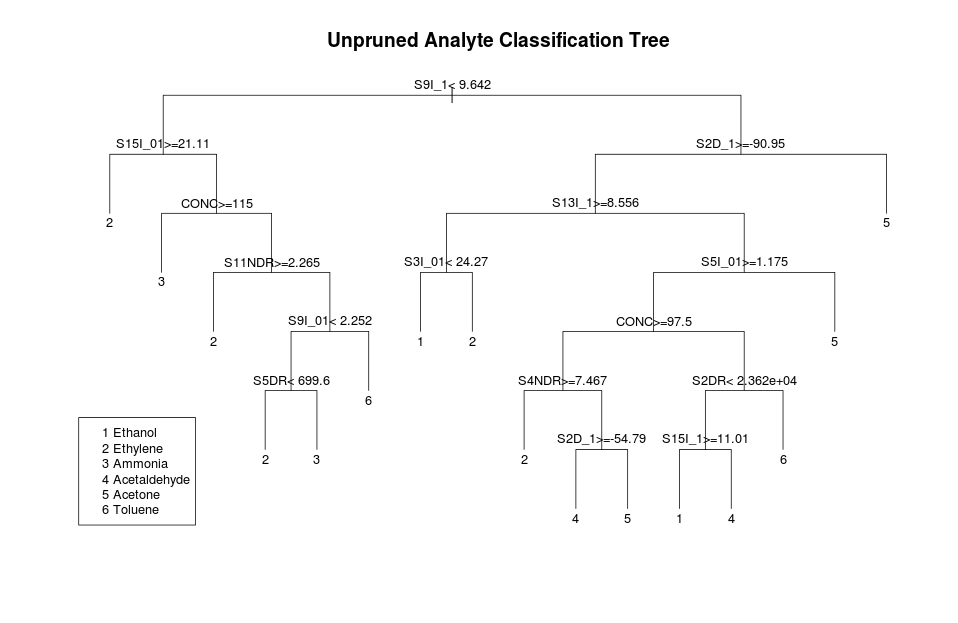 Unpruned Analyte Classification Tree
S9I_1< 9.642
S15I_01>=21.11
S2D_1>=-90.95
CONC>=115
S13I_1>=8.556
2
5
S11NDR>=2.265
S3I_01< 24.27
S5I_01>=1.175
3
S9I_01< 2.252
CONC>=97.5
2
1
2
5
S5DR< 699.6
S4NDR>=7.467
S2DR< 2.362e+04
6
S2D_1>=-54.79
S15I_1>=11.01
2
3
2
6
4
5
1
4
1 Ethanol
2 Ethylene
3 Ammonia
4 Acetaldehyde
5 Acetone
6 Toluene